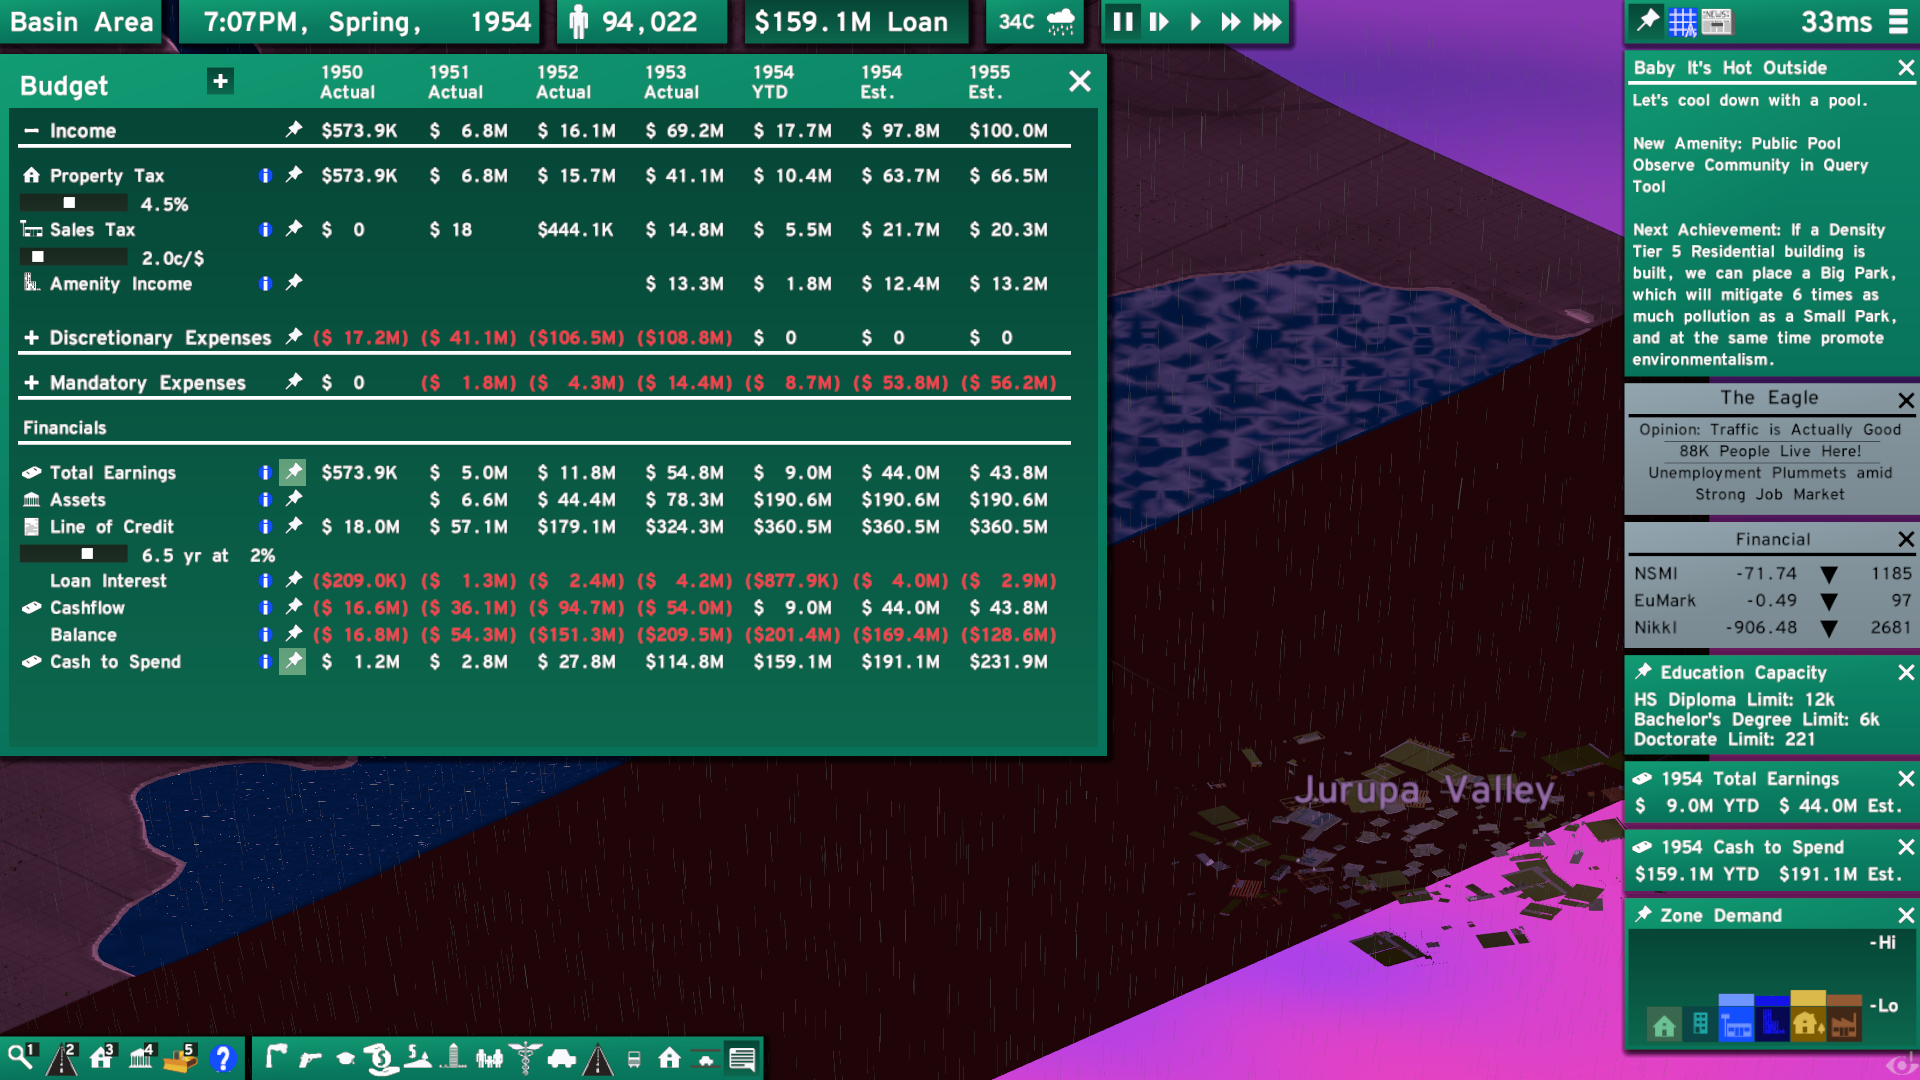 Basin Area
7:07PM, Spring, 1954
94,022
$159.1M Loan
34C
33ms
Budget
1950 Actual 1951 Actual 1952 Actual 1953 Actual 1954 YTD 1954 Est. 1955 Est.
Income $573.9K $ 6.8M $ 16.1M $ 69.2M $ 17.7M $ 97.8M $100.0M
Property Tax $573.9K $ 6.8M $ 15.7M $ 41.1M $ 10.4M $ 63.7M $ 66.5M
4.5%
Sales Tax $ 0 $ 18 $444.1K $ 14.8M $ 5.5M $ 21.7M $ 20.3M
2.0c/$
Amenity Income $ 13.3M $ 1.8M $ 12.4M $ 13.2M
Discretionary Expenses ($ 17.2M) ($ 41.1M) ($106.5M) ($108.8M) $ 0 $ 0 $ 0
Mandatory Expenses $ 0 ($ 1.8M) ($ 4.3M) ($ 14.4M) ($ 8.7M) ($ 53.8M) ($ 56.2M)
Financials
Total Earnings $573.9K $ 5.0M $ 11.8M $ 54.8M $ 9.0M $ 44.0M $ 43.8M
Assets $ 6.6M $ 44.4M $ 78.3M $190.6M $190.6M $190.6M
Line of Credit $ 18.0M $ 57.1M $179.1M $324.3M $360.5M $360.5M $360.5M
6.5 yr at 2%
Loan Interest ($209.0K) ($ 1.3M) ($ 2.4M) ($ 4.2M) ($877.9K) ($ 4.0M) ($ 2.9M)
Cashflow ($ 16.6M) ($ 36.1M) ($ 94.7M) ($ 54.0M) $ 9.0M $ 44.0M $ 43.8M
Balance ($ 16.8M) ($ 54.3M) ($151.3M) ($209.5M) ($201.4M) ($169.4M) ($128.6M)
Cash to Spend $ 1.2M $ 2.8M $ 27.8M $114.8M $159.1M $191.1M $231.9M
Baby It's Hot Outside
Let's cool down with a pool.
New Amenity: Public Pool
Observe Community in Query
Tool
Next Achievement: If a Density
Tier 5 Residential building is
built, we can place a Big Park,
which will mitigate 6 times as
much pollution as a Small Park,
and at the same time promote
environmentalism.
The Eagle
Opinion: Traffic is Actually Good
88K People Live Here!
Unemployment Plummets amid
Strong Job Market
Financial
NSMI -71.74 1185
EuMark -0.49 97
NikkI -906.48 2681
Education Capacity
HS Diploma Limit: 12k
Bachelor's Degree Limit: 6k
Doctorate Limit: 221
1954 Total Earnings
$ 9.0M YTD $ 44.0M Est.
1954 Cash to Spend
$159.1M YTD $191.1M Est.
Zone Demand
-Hi
-Lo
Jurupa Valley
1 2 3 4 5 ?